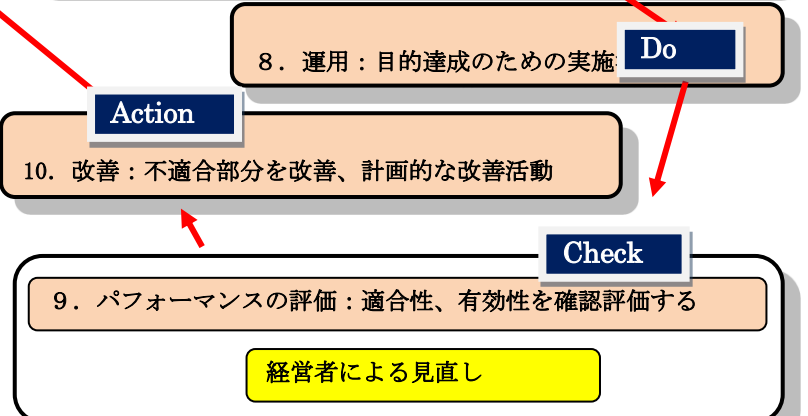 Do
８．運用：目的達成のための実施
Action
10．改善：不適合部分を改善、計画的な改善活動
Check
９．パフォーマンスの評価：適合性、有効性を確認評価する
経営者による見直し